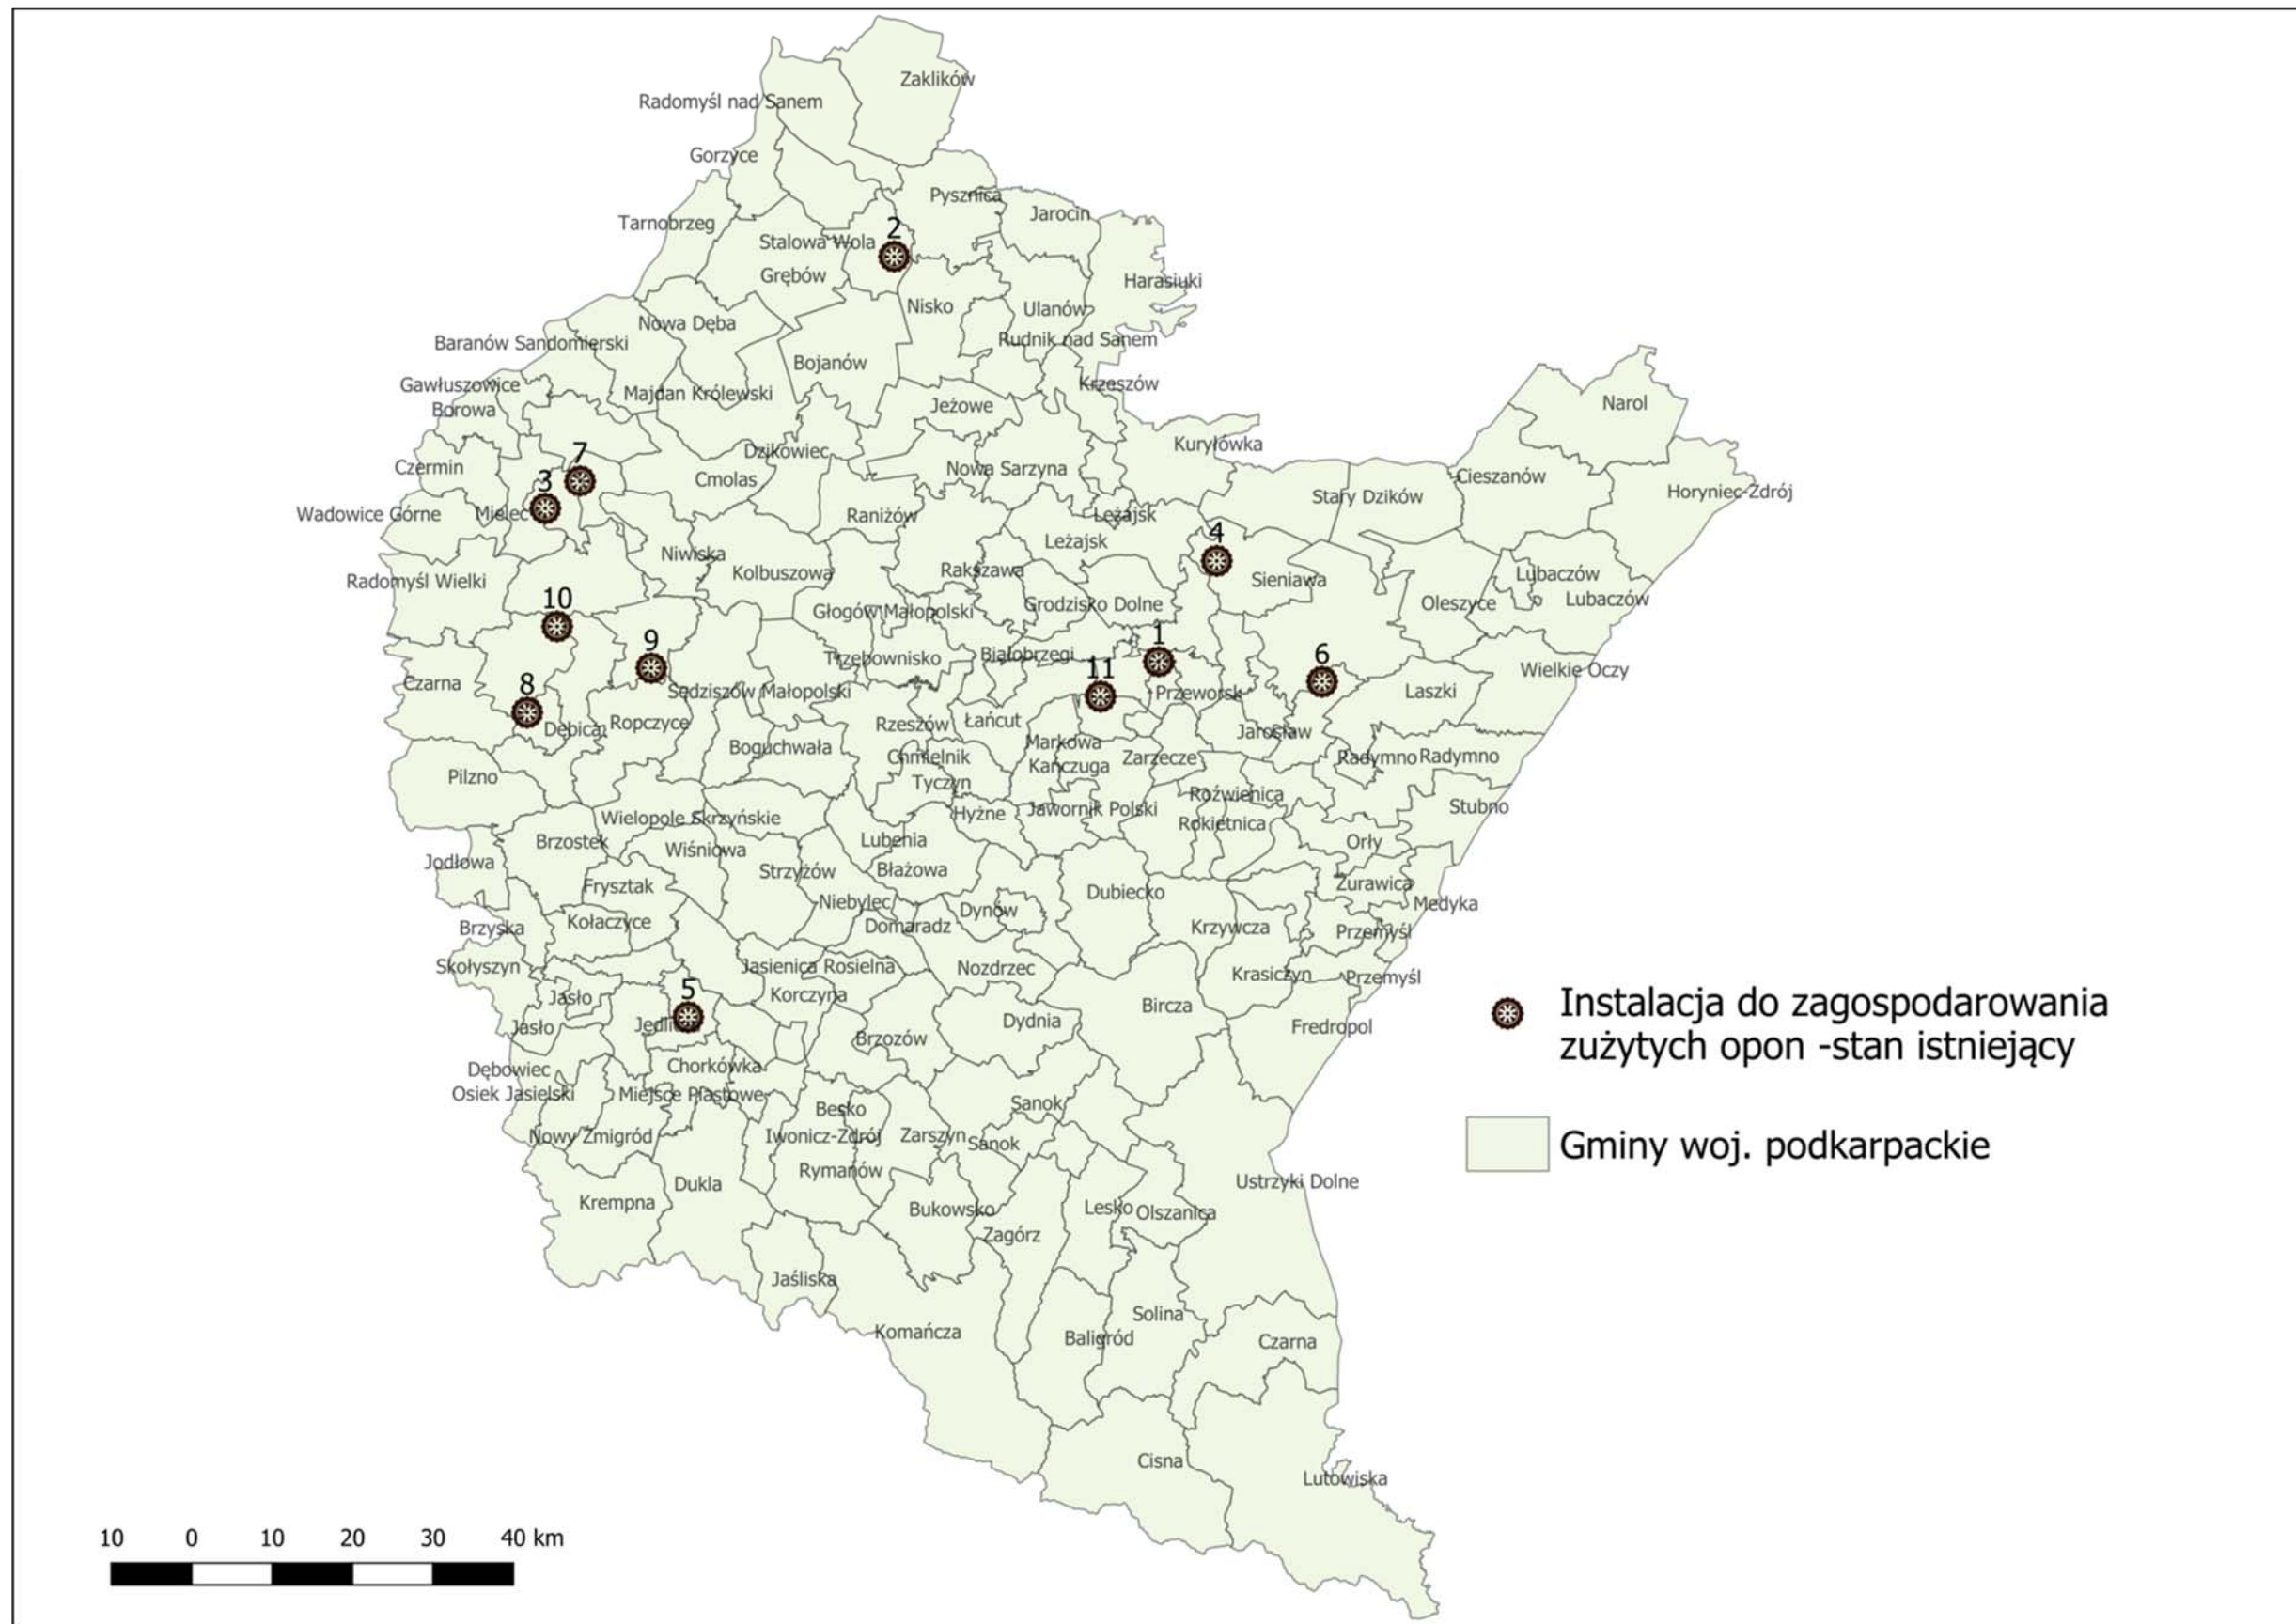 Zaklików
Radomyśl nad Sanem
Gorzyce
Pysznica
Jarocin
Tarnobrzeg
2
Stalowa Wola
Grębów
Harasiuki
Nisko
Ulanów
Nowa Dęba
Rudnik nad Sanem
Baranów Sandomierski
Bojanów
Gawłuszowice
Krzeszów
Majdan Królewski
Narol
Borowa
Jeżowe
Kuryłówka
Dzikowiec
7
Czermin
Nowa Sarzyna
Cieszanów
3
Cmolas
Stary Dzików
Horyniec-Zdrój
Wadowice Górne
Mielec
Raniżów
Leżajsk
4
Leżajsk
Niwiska
Kolbuszowa
Rakszawa
Sieniawa
Lubaczów
Radomyśl Wielki
10
Głogów Małopolski
Grodzisko Dolne
Oleszyce
Lubaczów
9
Trzebownisko
Białobrzegi
1
6
11
Wielkie Oczy
Czarna
8
Sędziszów Małopolski
Przeworsk
Laszki
Dębica
Ropczyce
Rzeszów
Łańcut
Jarosław
Boguchwała
Markowa
Chmielnik
Kańczuga
Zarzecze
Radymno
Radymno
Pilzno
Tyczyn
Roźwienica
Stubno
Wielopole Skrzyńskie
Hyżne
Jawornik Polski
Rokietnica
Brzostek
Wiśniowa
Lubenia
Orły
Jodłowa
Strzyżów
Błażowa
Frysztak
Dubiecko
Żurawica
Niebylec
Dynów
Medyka
Brzyska
Kołaczyce
Domaradz
Krzywcza
Przemyśl
Skołyszyn
Jasienica Rosielna
Nozdrzec
Krasiczyn
Przemyśl
5
Jasło
Korczyna
Bircza
Jasło
Dydnia
Fredropol
Brzozów
Dębowiec
Chorkówka
Osiek Jasielski
Miejsce Piastowe
Besko
Sanok
Nowy Żmigród
Iwonicz-Zdrój
Zarszyn
Sanok
Rymanów
Dukla
Ustrzyki Dolne
Krempna
Bukowsko
Lesko
Olszanica
Zagórz
Jaśliska
Solina
Komańcza
Baligród
Czarna
Cisna
Lutowiska
Instalacja do zagospodarowania
zużytych opon -stan istniejący
Gminy woj. podkarpackie
10 0 10 20 30 40 km